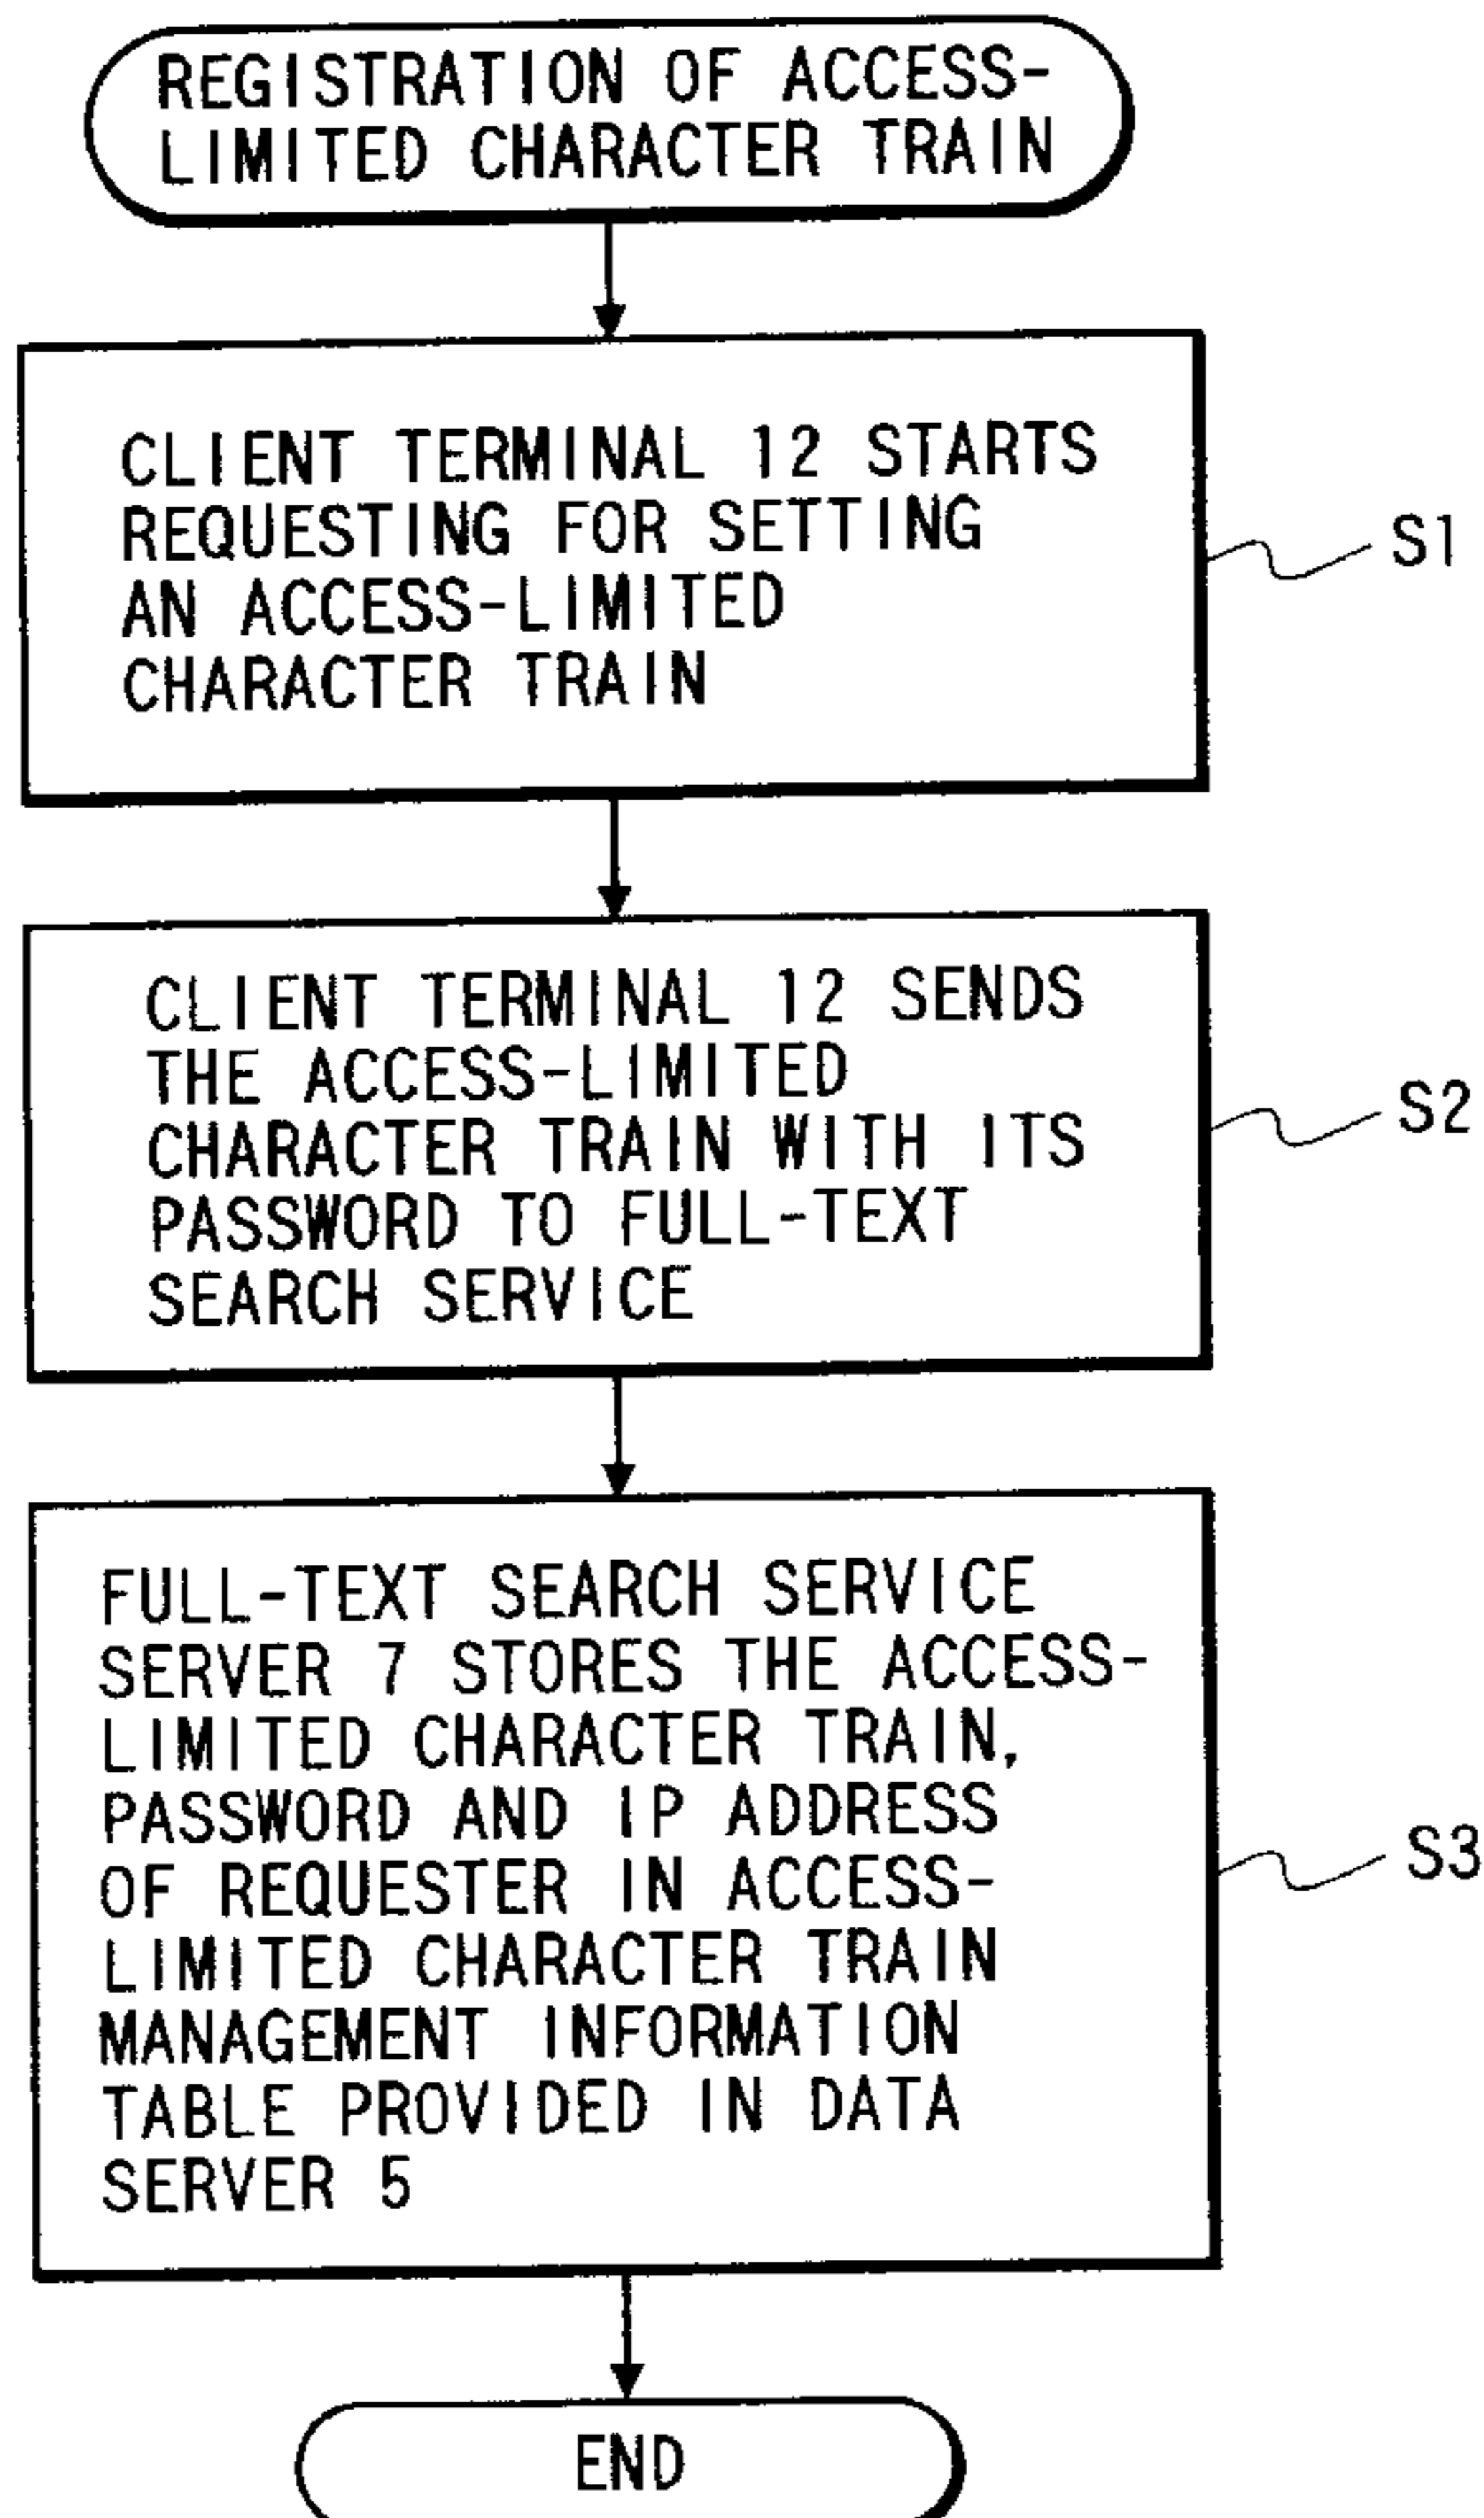 REGISTRATION OF ACCESS-
LIMITED CHARACTER TRAIN
CLIENT TERMINAL 12 STARTS
REQUESTING FOR SETTING
AN ACCESS-LIMITED
CHARACTER TRAIN
S1
CLIENT TERMINAL 12 SENDS
THE ACCESS-LIMITED
CHARACTER TRAIN WITH ITS
PASSWORD TO FULL-TEXT
SEARCH SERVICE
S2
FULL-TEXT SEARCH SERVICE
SERVER 7 STORES THE ACCESS-
LIMITED CHARACTER TRAIN,
PASSWORD AND IP ADDRESS
OF REQUESTER IN ACCESS-
LIMITED CHARACTER TRAIN
MANAGEMENT INFORMATION
TABLE PROVIDED IN DATA
SERVER 5
S3
END